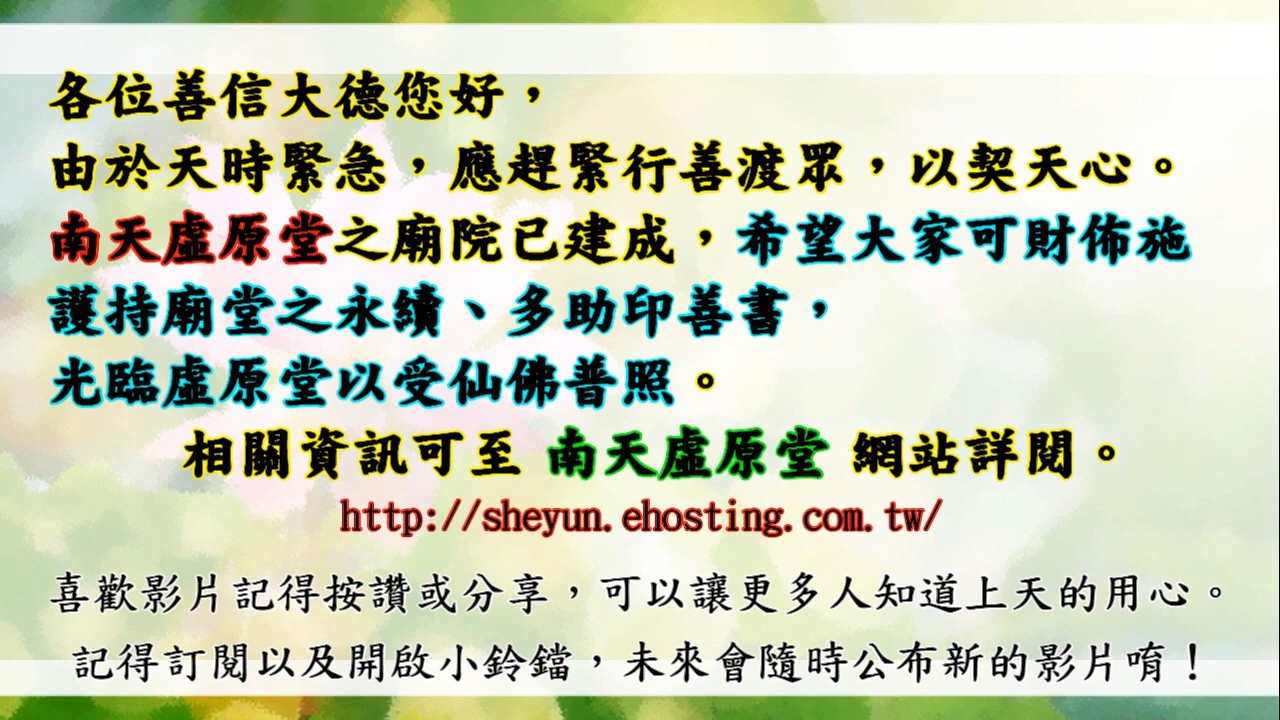 各位善信大德您好，
由於天時緊急，應趕緊行善渡眾，以契天心。
南天虛原堂之廟院已建成，希望大家可財佈施
護持廟堂之永續、多助印善書，
光臨虛原堂以受仙佛普照。
相關資訊可至 南天虛原堂 網站詳閱。
http://sheyun.ehosting.com.tw/
喜歡影片記得按讚或分享，可以讓更多人知道上天的用心。
記得訂閱以及開啟小鈴鐺，未來會隨時公布新的影片唷！